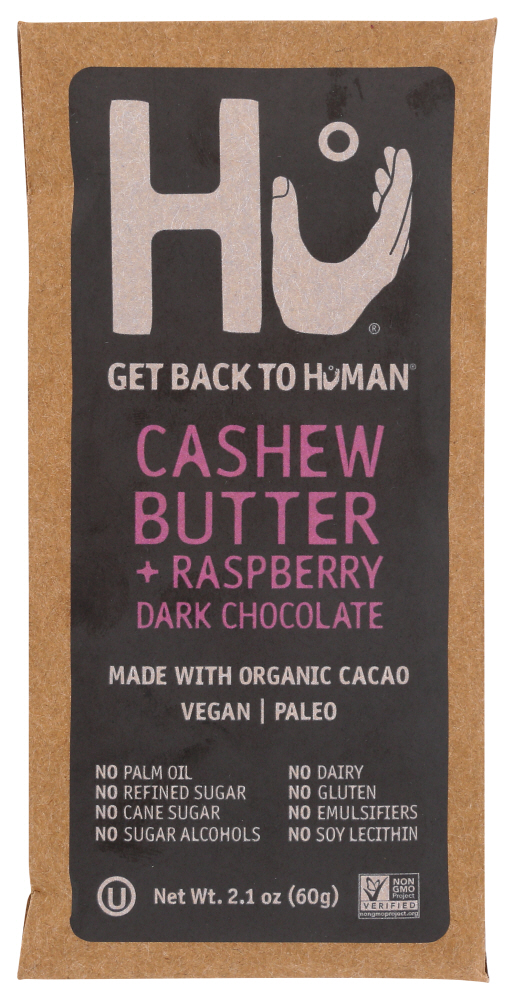 HU
®
GET BACK TO HUMAN®
CASHEW
BUTTER
+ RASPBERRY
DARK CHOCOLATE
MADE WITH ORGANIC CACAO
VEGAN | PALEO
NO PALM OIL
NO REFINED SUGAR
NO CANE SUGAR
NO SUGAR ALCOHOLS
NO DAIRY
NO GLUTEN
NO EMULSIFIERS
NO SOY LECITHIN
U
Net Wt. 2.1 oz (60g)
NON
GMO
Project
VERIFIED
nongmoproject.org